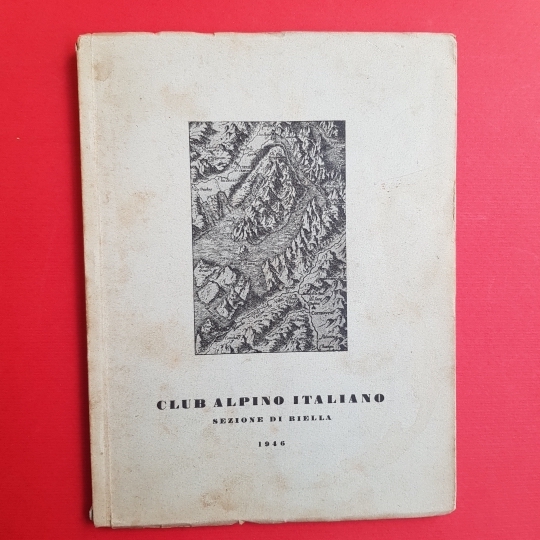 CLUB ALPINO ITALIANO
SEZIONE DI BIELLA
1946